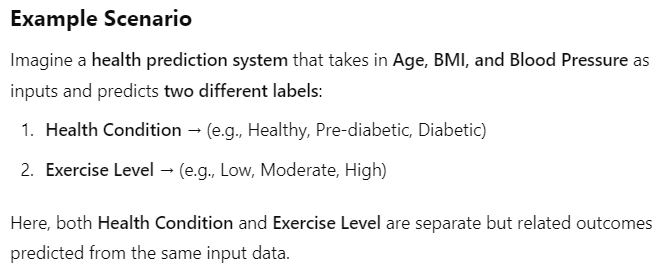 Example Scenario
Imagine a health prediction system that takes in Age, BMI, and Blood Pressure as
inputs and predicts two different labels:
1. Health Condition → (e.g., Healthy, Pre-diabetic, Diabetic)
2. Exercise Level → (e.g., Low, Moderate, High)
Here, both Health Condition and Exercise Level are separate but related outcomes
predicted from the same input data.